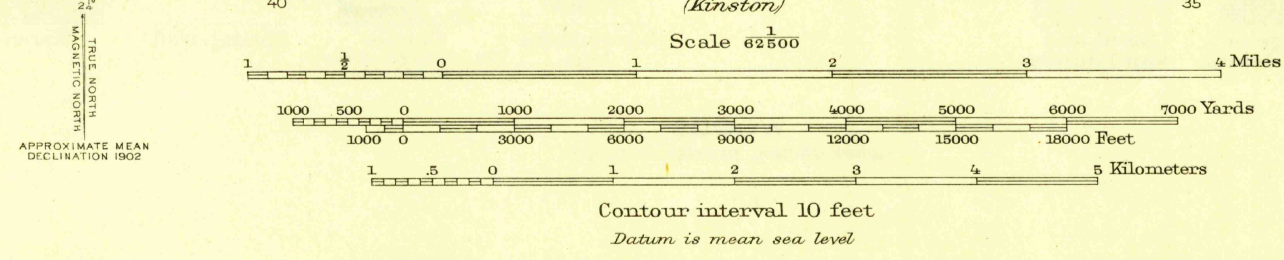 40
(Kinston)
35
Scale 1/62500
1 ½ 0 1 2 3 4 Miles
1000 500 0 1000 2000 3000 4000 5000 6000 7000 Yards
1000 0 3000 6000 9000 12000 15000 18000 Feet
1 .5 0 1 2 3 4 5 Kilometers
Contour interval 10 feet
Datum is mean sea level
TRUE NORTH
MAGNETIC NORTH
APPROXIMATE MEAN
DECLINATION 1902